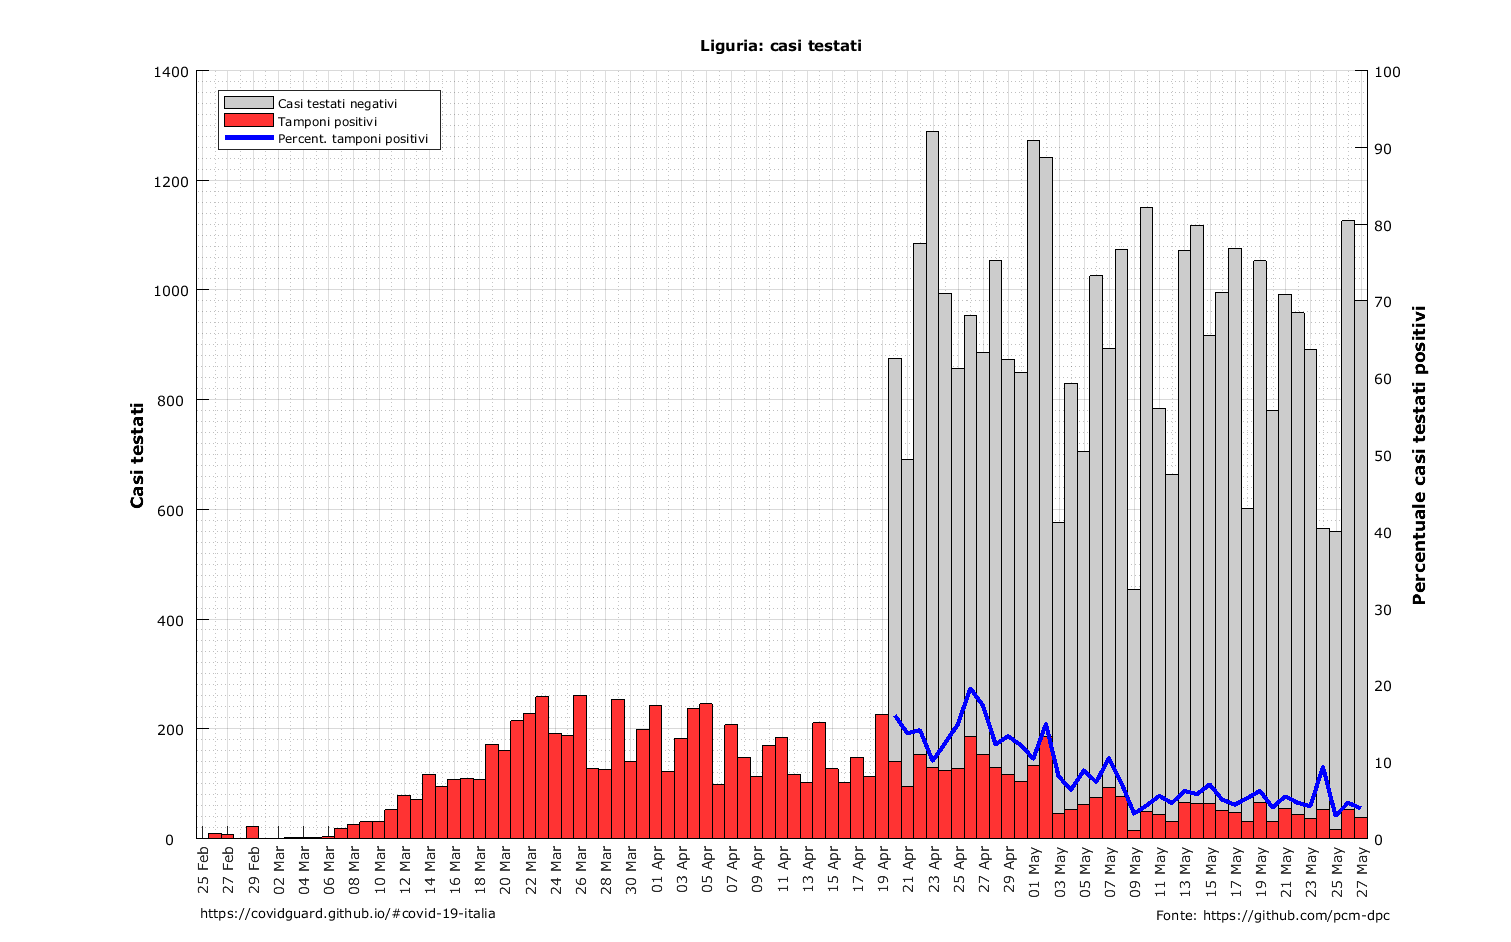 Liguria: casi testati
Casi testati negativi
Tamponi positivi
Percent. tamponi positivi
Casi testati
1400
1200
1000
800
600
400
200
0
100
90
80
70
60
50
40
30
20
10
0
Percentuale casi testati positivi
25 Feb
27 Feb
29 Feb
02 Mar
04 Mar
06 Mar
08 Mar
10 Mar
12 Mar
14 Mar
16 Mar
18 Mar
20 Mar
22 Mar
24 Mar
26 Mar
28 Mar
30 Mar
01 Apr
03 Apr
05 Apr
07 Apr
09 Apr
11 Apr
13 Apr
15 Apr
17 Apr
19 Apr
21 Apr
23 Apr
25 Apr
27 Apr
29 Apr
01 May
03 May
05 May
07 May
09 May
11 May
13 May
15 May
17 May
19 May
21 May
23 May
25 May
27 May
https://covidguard.github.io/#covid-19-italia
Fonte: https://github.com/pcm-dpc